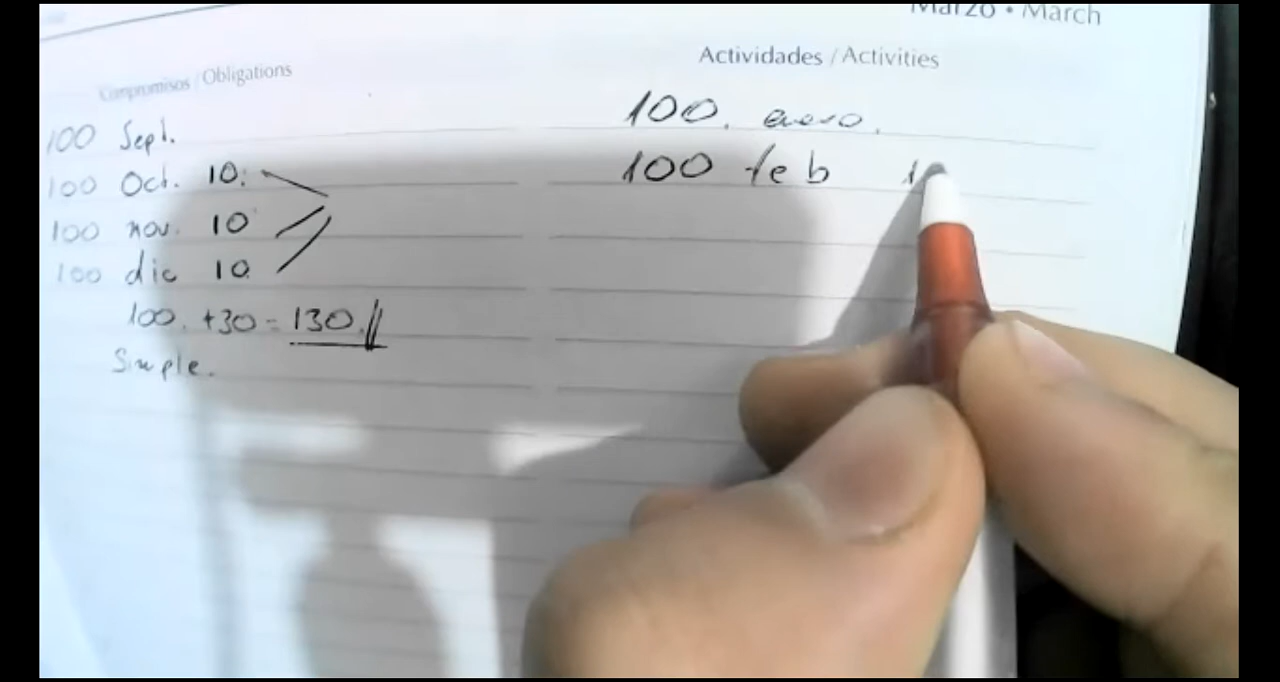 Marzo • March
Compromisos / Obligations
100 Sept.
100 Oct. 10.
100 nov. 10
100 dic 10.
100. +30 = 130.//
Simple.
Actividades / Activities
100. enero.
100 feb 10